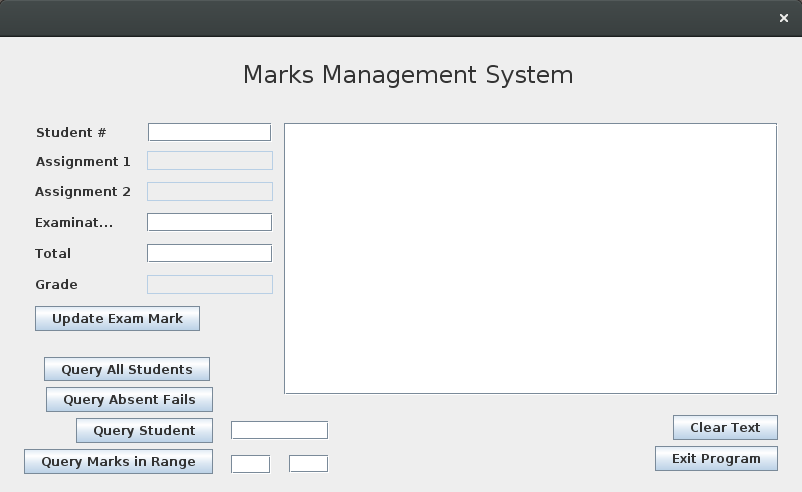 Marks Management System
Student #
Assignment 1
Assignment 2
Examinat...
Total
Grade
Update Exam Mark
Query All Students
Query Absent Fails
Query Student
Clear Text
Query Marks in Range
Exit Program